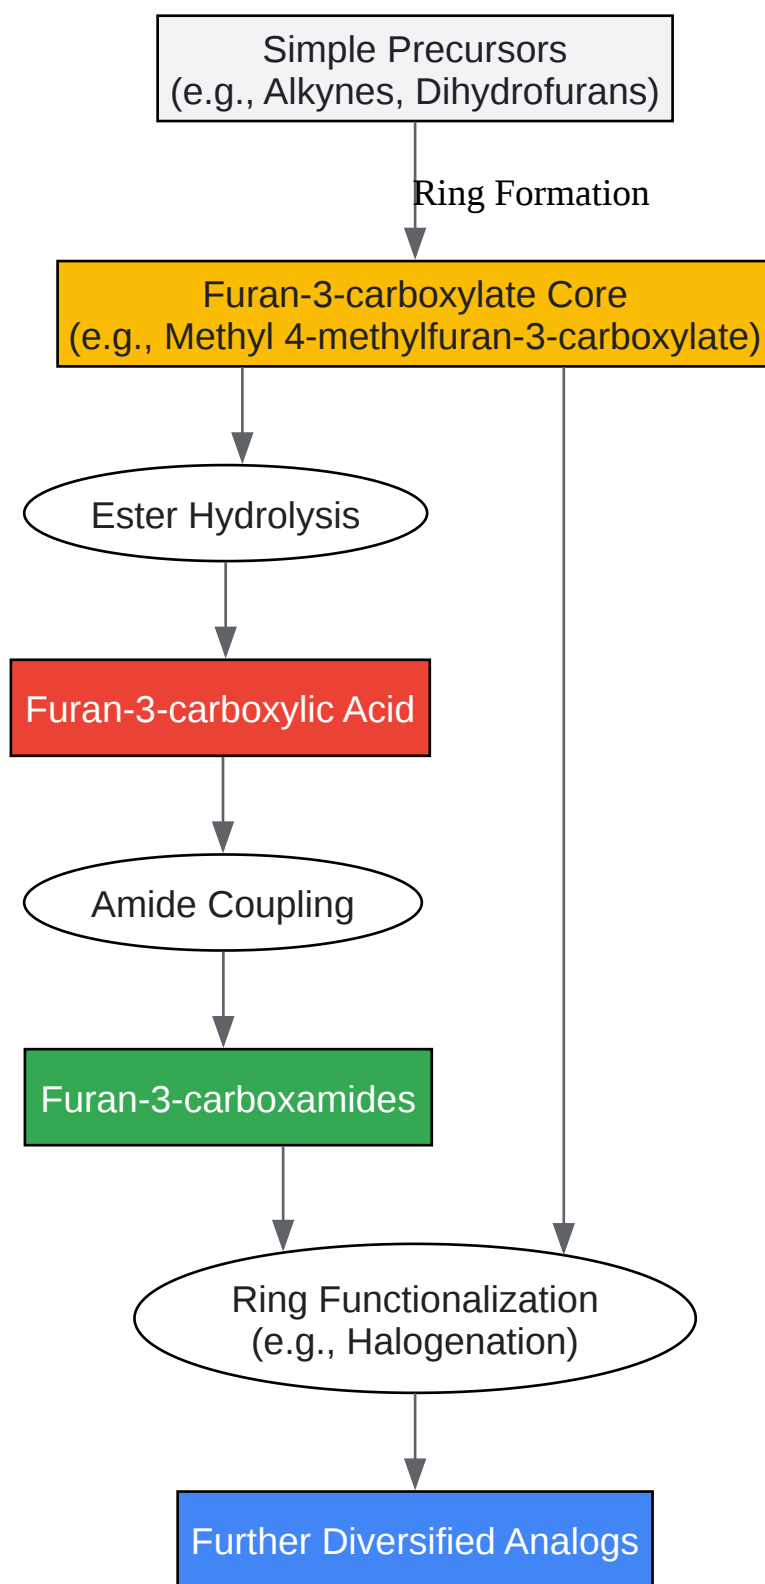 Simple Precursors
(e.g., Alkynes, Dihydrofurans)
Ring Formation
Furan-3-carboxylate Core
(e.g., Methyl 4-methylfuran-3-carboxylate)
Ester Hydrolysis
Furan-3-carboxylic Acid
Amide Coupling
Furan-3-carboxamides
Ring Functionalization
(e.g., Halogenation)
Further Diversified Analogs